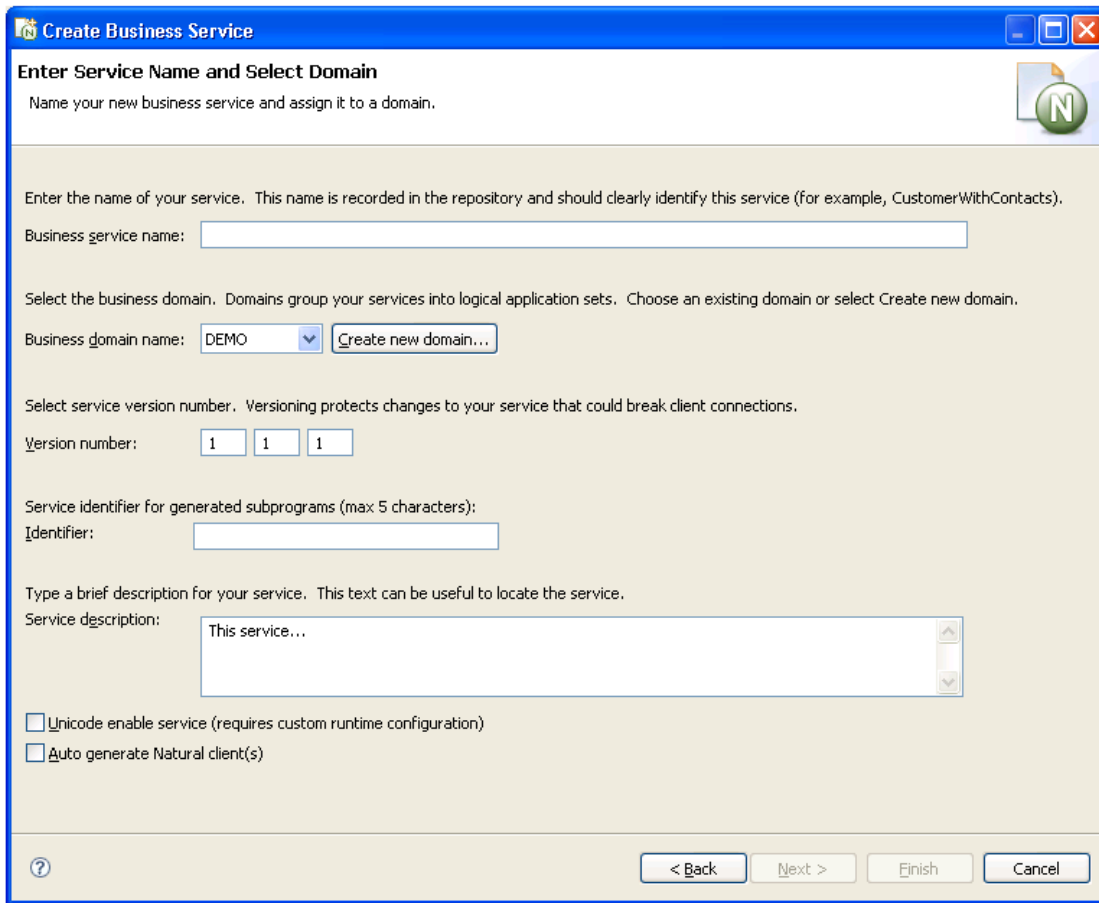 Create Business Service
Enter Service Name and Select Domain
Name your new business service and assign it to a domain.
N
Enter the name of your service.  This name is recorded in the repository and should clearly identify this service (for example, CustomerWithContacts).
Business service name:
Select the business domain.  Domains group your services into logical application sets.  Choose an existing domain or select Create new domain.
Business domain name: DEMO Create new domain...
Select service version number.  Versioning protects changes to your service that could break client connections.
Version number: 1 1 1
Service identifier for generated subprograms (max 5 characters):
Identifier:
Type a brief description for your service.  This text can be useful to locate the service.
Service description: This service...
Unicode enable service (requires custom runtime configuration)
Auto generate Natural client(s)
? < Back Next > Finish Cancel